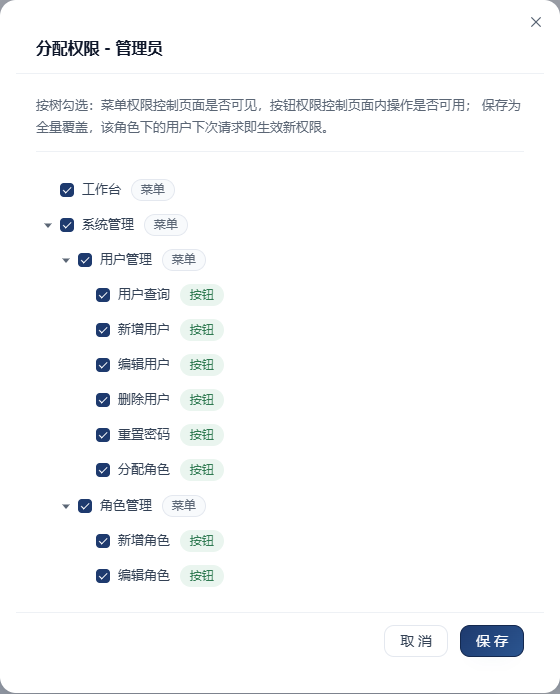 分配权限 - 管理员
按树勾选：菜单权限控制页面是否可见，按钮权限控制页面内操作是否可用； 保存为
全量覆盖，该角色下的用户下次请求即生效新权限。
工作台 菜单
系统管理 菜单
用户管理 菜单
用户查询 按钮
新增用户 按钮
编辑用户 按钮
删除用户 按钮
重置密码 按钮
分配角色 按钮
角色管理 菜单
新增角色 按钮
编辑角色 按钮
取 消 保 存